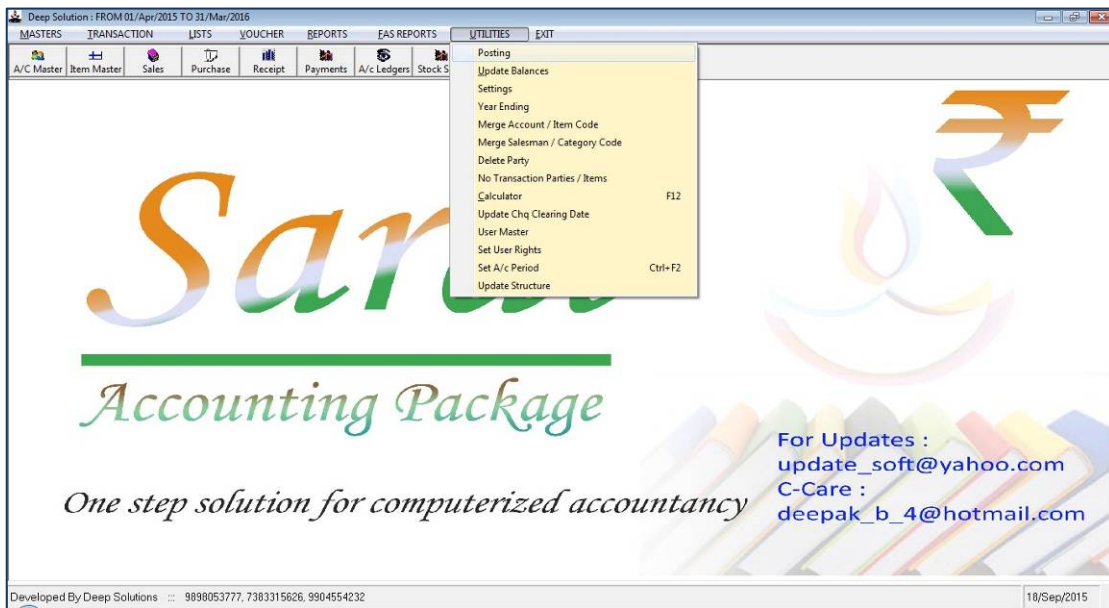 Deep Solution : FROM 01/Apr/2015 TO 31/Mar/2016
MASTERS TRANSACTION LISTS VOUCHER REPORTS EAS REPORTS UTILITIES EXIT
A/C Master Item Master Sales Purchase Receipt Payments A/c Ledgers Stock S
Posting
Update Balances
Settings
Year Ending
Merge Account / Item Code
Merge Salesman / Category Code
Delete Party
No Transaction Parties / Items
Calculator F12
Update Chq Clearing Date
User Master
Set User Rights
Set A/c Period Ctrl+F2
Update Structure
₹
Accounting Package
One step solution for computerized accountancy
For Updates :
update_soft@yahoo.com
C-Care :
deepak_b_4@hotmail.com
Developed By Deep Solutions ::: 9898053777, 7383315626, 9904554232 18/Sep/2015